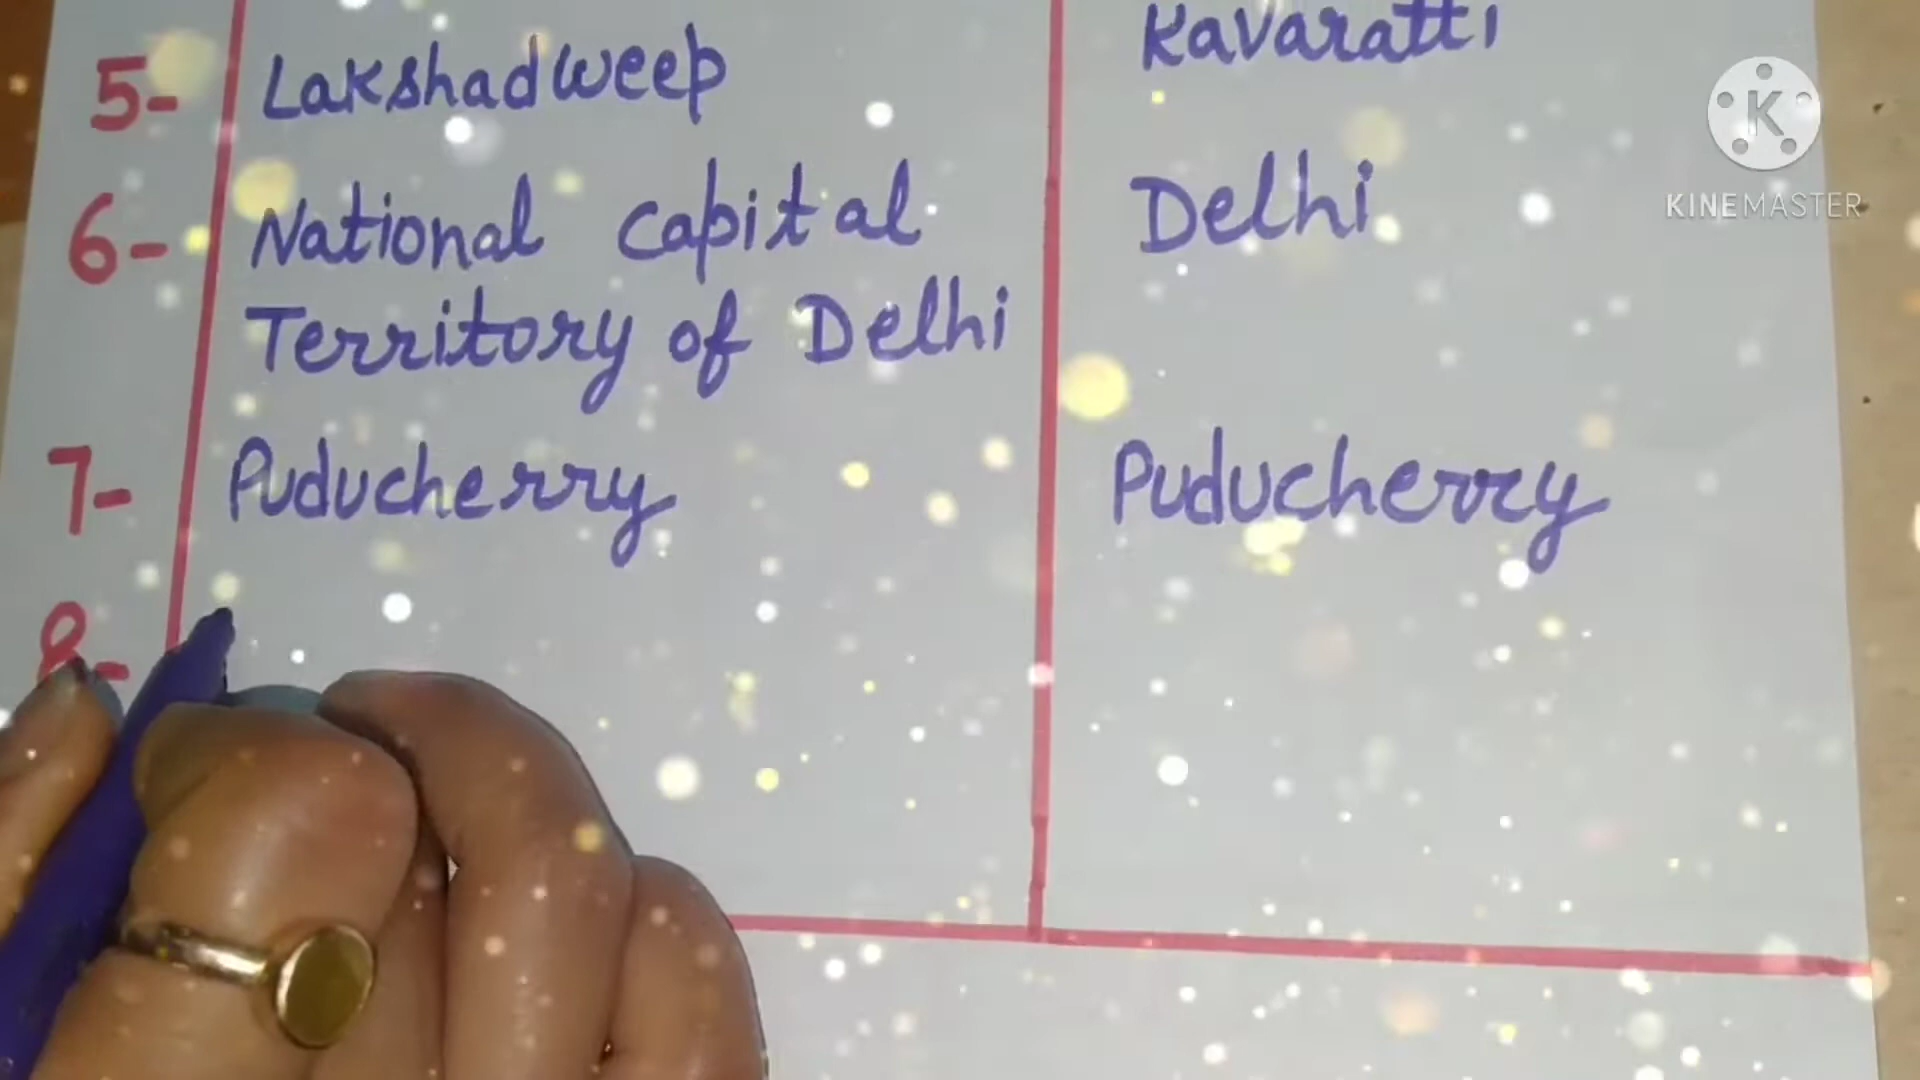 5- Lakshadweep Kavaratti
6- National Capital Delhi
Territory of Delhi
7- Puducherry Puducherry
8-
K
KINEMASTER